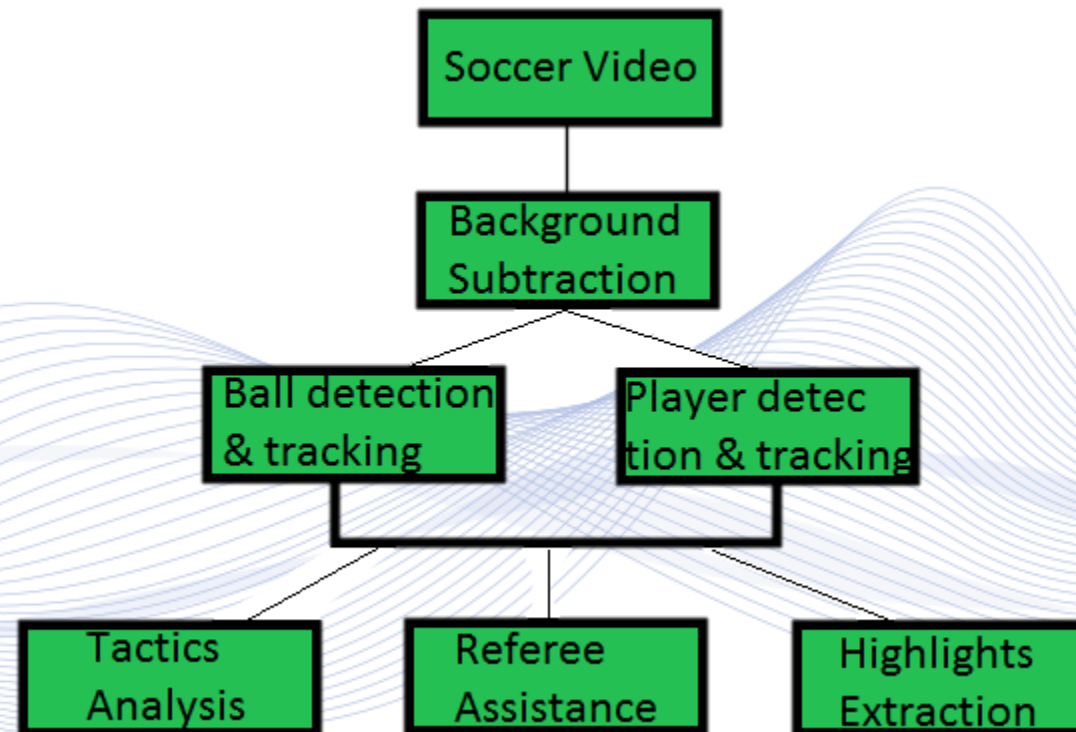 Soccer Video
Background
Subtraction
Ball detection
& tracking
Player detec
tion & tracking
Tactics
Analysis
Referee
Assistance
Highlights
Extraction